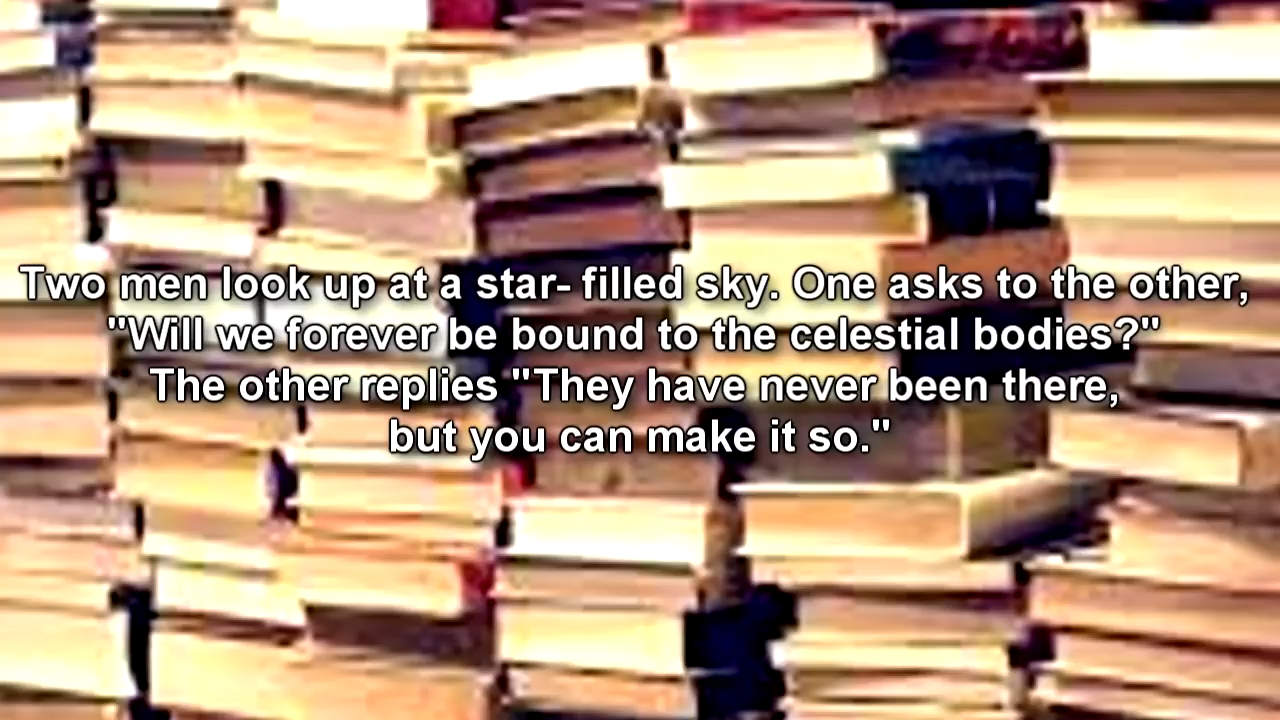 Two men look up at a star- filled sky. One asks to the other,
"Will we forever be bound to the celestial bodies?"
The other replies "They have never been there,
but you can make it so."